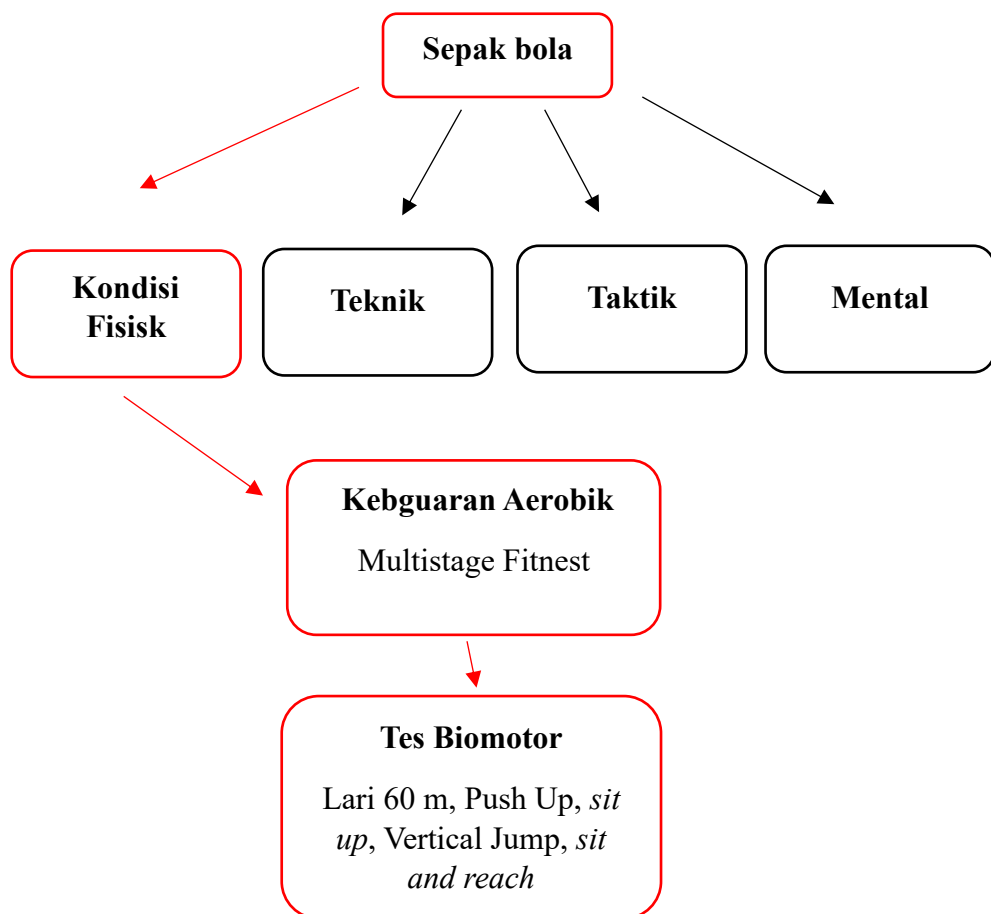 Sepak bola
Kondisi
Fisisk
Teknik
Taktik
Mental
Kebguaran Aerobik
Multistage Fitnest
Tes Biomotor
Lari 60 m, Push Up, sit
up, Vertical Jump, sit
and reach